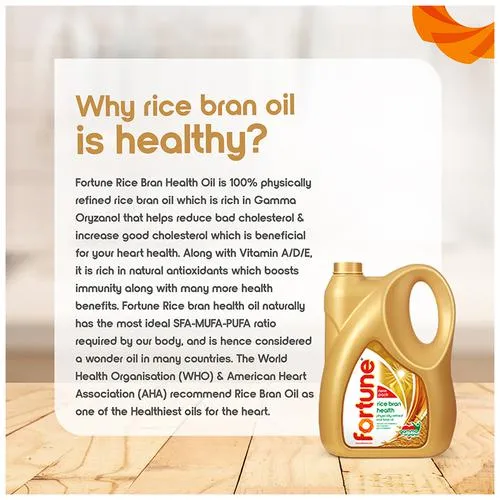 Why rice bran oil
is healthy?
Fortune Rice Bran Health Oil is 100% physically
refined rice bran oil which is rich in Gamma
Oryzanol that helps reduce bad cholesterol &
increase good cholesterol which is beneficial
for your heart health. Along with Vitamin A/D/E,
it is rich in natural antioxidants which boosts
immunity along with many more health
benefits. Fortune Rice bran health oil naturally
has the most ideal SFA-MUFA-PUFA ratio
required by our body, and is hence considered
a wonder oil in many countries. The World
Health Organisation (WHO) & American Heart
Association (AHA) recommend Rice Bran Oil as
one of the Healthiest oils for the heart.
fortune
rice bran
health